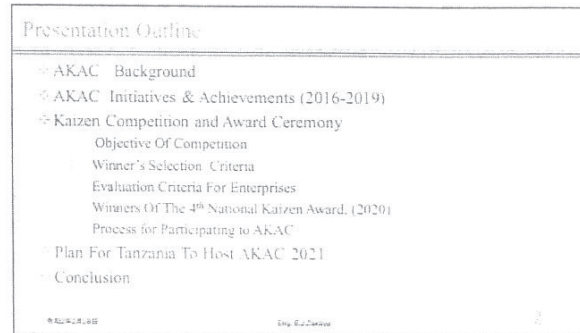 Presentation Outline
AKAC Background
AKAC Initiatives & Achievements (2016-2019)
Kaizen Competition and Award Ceremony
Objective Of Competition
Winner's Selection Criteria
Evaluation Criteria For Enterprises
Winners Of The 4th National Kaizen Award, (2020)
Process for Participating to AKAC
Plan For Tanzania To Host AKAC 2021
Conclusion
2